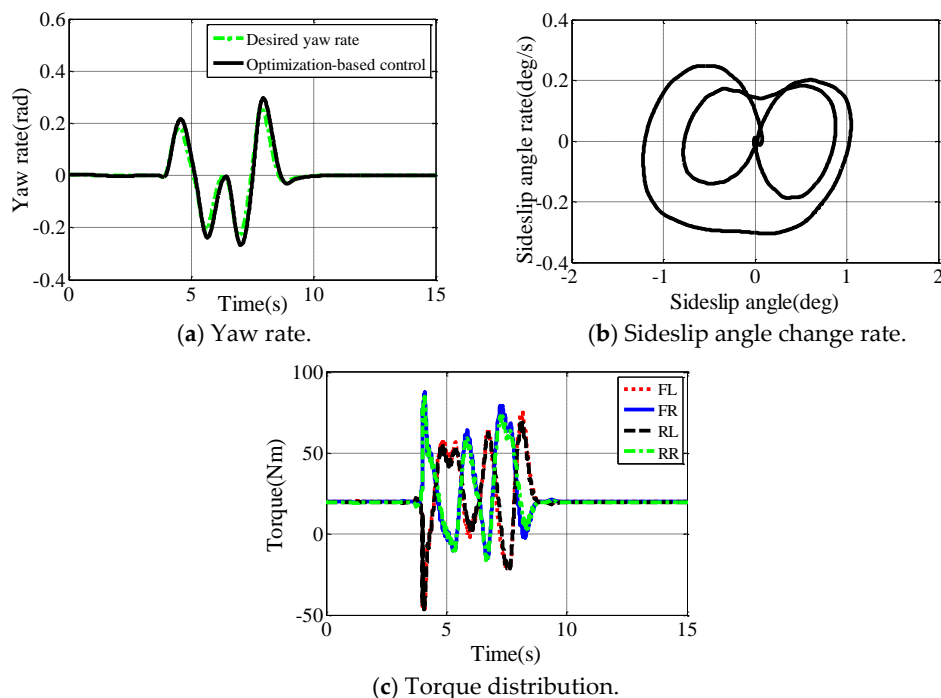 0.6
0.4
0.2
0
-0.2
-0.4
Yaw rate(rad)
Desired yaw rate
Optimization-based control
0 5 10 15
Time(s)
(a) Yaw rate.
0.4
0.2
0
-0.2
-0.4
Sideslip angle rate(deg/s)
-2 -1 0 1 2
Sideslip angle(deg)
(b) Sideslip angle change rate.
100
50
0
-50
Torque(Nm)
FL
FR
RL
RR
0 5 10 15
Time(s)
(c) Torque distribution.